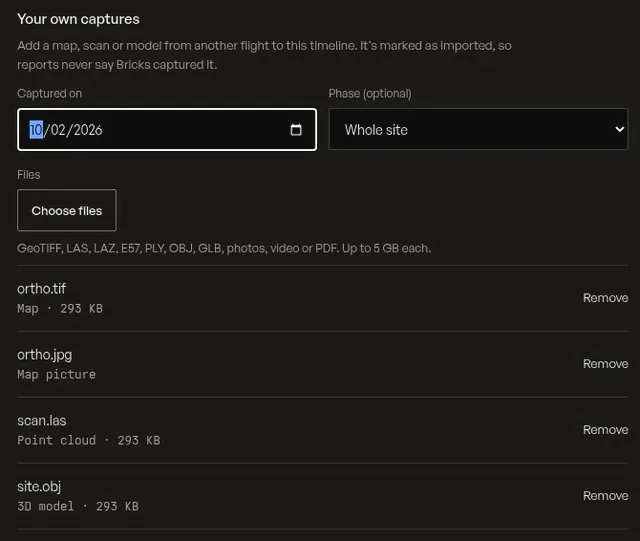 Your own captures
Add a map, scan or model from another flight to this timeline. It's marked as imported, so
reports never say Bricks captured it.
Captured on
Phase (optional)
10/02/2026
Whole site
Files
Choose files
GeoTIFF, LAS, LAZ, E57, PLY, OBJ, GLB, photos, video or PDF. Up to 5 GB each.
ortho.tif
Map · 293 KB
Remove
ortho.jpg
Map picture
Remove
scan.las
Point cloud · 293 KB
Remove
site.obj
3D model · 293 KB
Remove